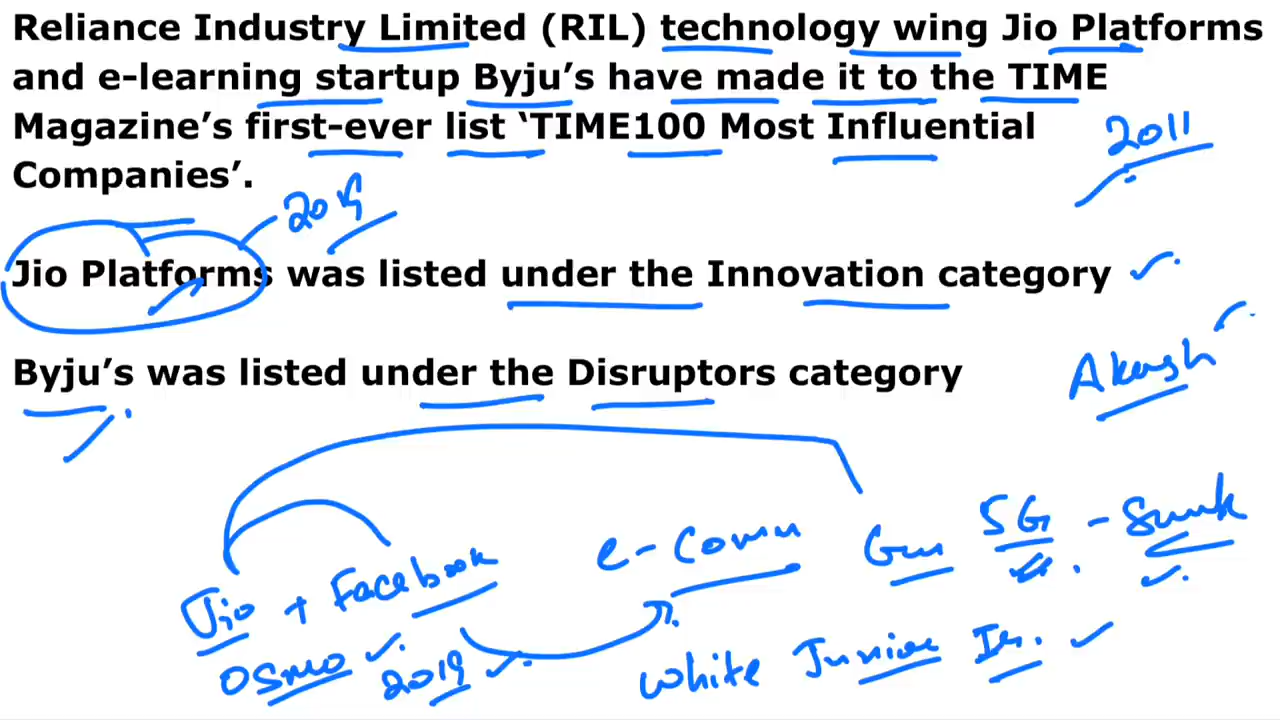 Reliance Industry Limited (RIL) technology wing Jio Platforms
and e-learning startup Byju’s have made it to the TIME
Magazine’s first-ever list ‘TIME100 Most Influential
2011
Companies’.
2019
Jio Platforms was listed under the Innovation category
Akash
Byju’s was listed under the Disruptors category
Jio + Facebook e-Comm 5G -
OSMO 2019 White Junior